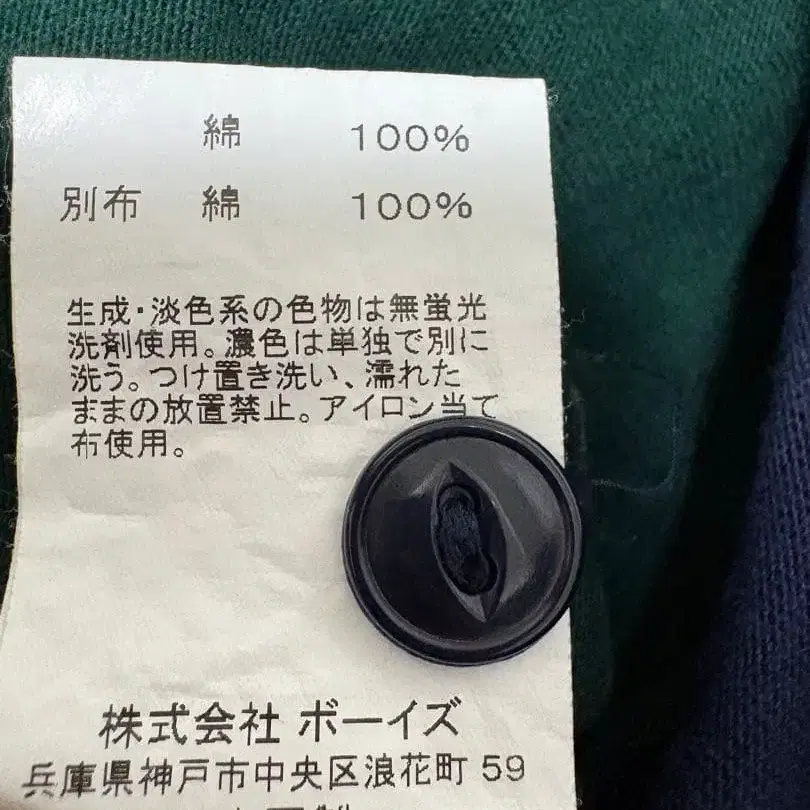 綿 100%
別布 綿 100%
生成・淡色系の色物は無蛍光
洗剤使用。濃色は単独で別に
洗う。つけ置き洗い、濡れた
ままの放置禁止。アイロン当て
布使用。
株式会社 ボーイズ
兵庫県神戸市中央区浪花町 59